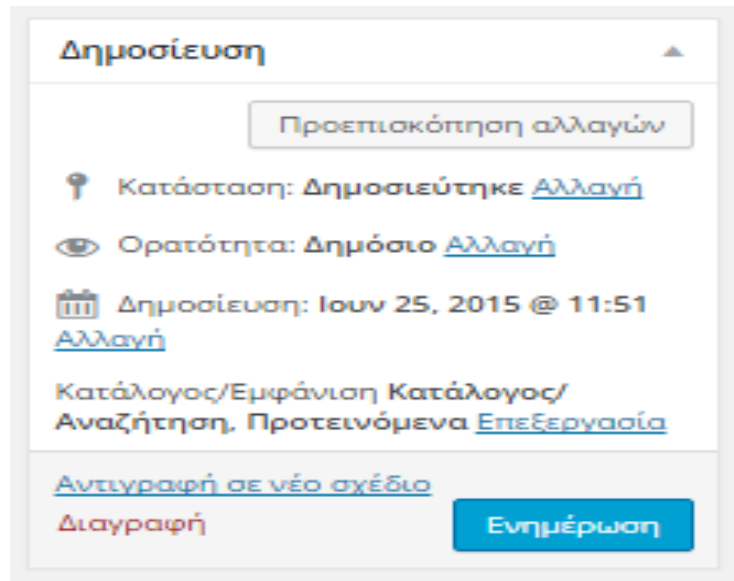 Δημοσίευση
Προεπισκόπηση αλλαγών
Κατάσταση: Δημοσιεύτηκε Αλλαγή
Ορατότητα: Δημόσιο Αλλαγή
Δημοσίευση: Ιουν 25, 2015 @ 11:51
Αλλαγή
Κατάλογος/Εμφάνιση Κατάλογος/
Αναζήτηση, Προτεινόμενα Επεξεργασία
Αντιγραφή σε νέο σχέδιο
Διαγραφή
Ενημέρωση